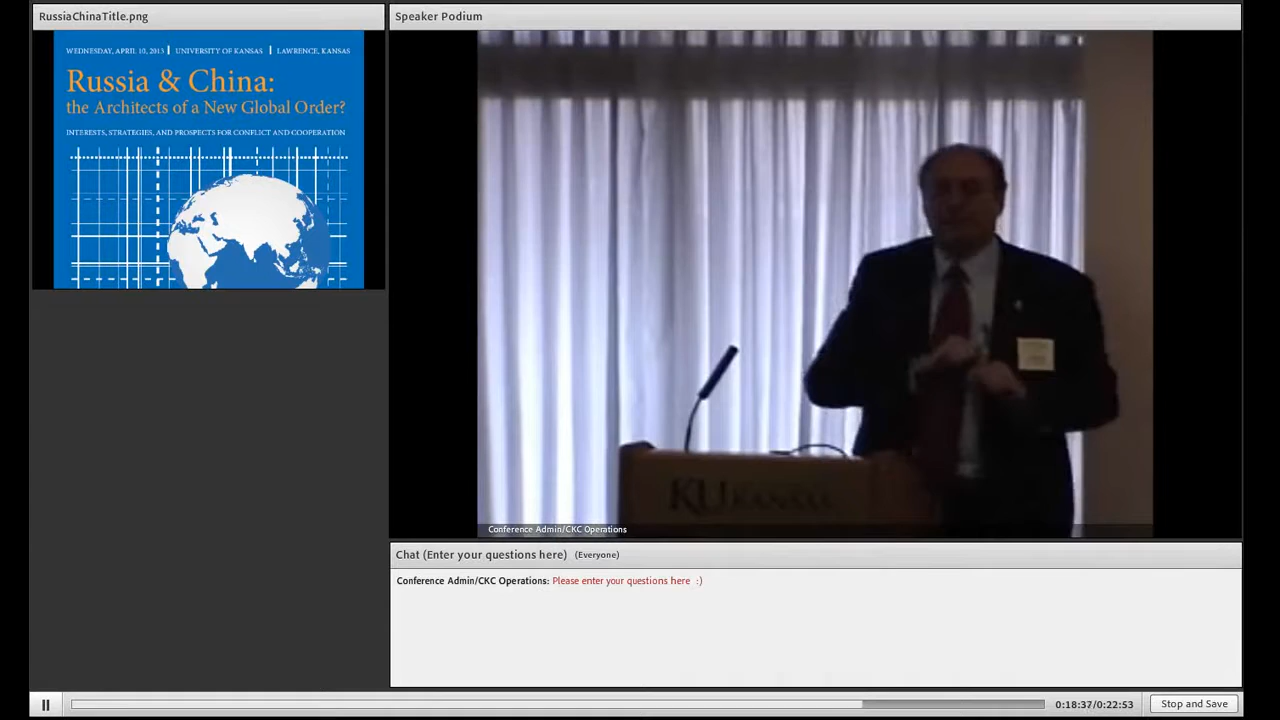 RussiaChinaTitle.png
WEDNESDAY, APRIL 10, 2013 | UNIVERSITY OF KANSAS | LAWRENCE, KANSAS
Russia & China:
the Architects of a New Global Order?
INTERESTS, STRATEGIES, AND PROSPECTS FOR CONFLICT AND COOPERATION
Speaker Podium
KU KANSAS
Conference Admin/CKC Operations
Chat (Enter your questions here) (Everyone)
Conference Admin/CKC Operations: Please enter your questions here :)
0:18:37/0:22:53
Stop and Save